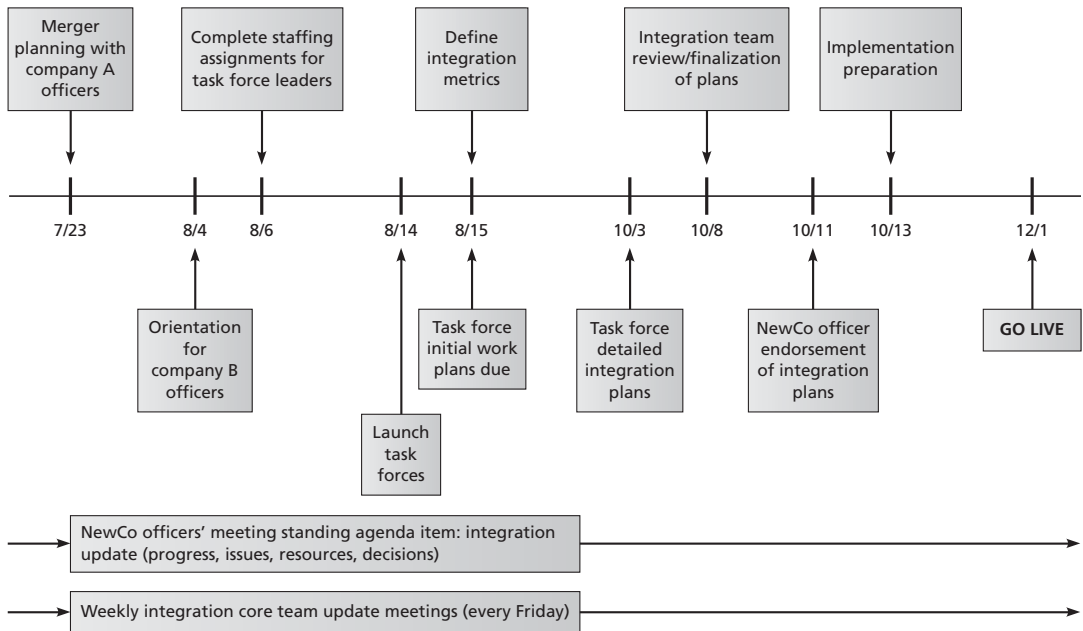 Merger
planning with
company A
officers
Complete staffing
assignments for
task force leaders
Define
integration
metrics
Integration team
review/finalization
of plans
Implementation
preparation
7/23
8/4
8/6
8/14
8/15
10/3
10/8
10/11
10/13
12/1
Orientation
for
company B
officers
Launch
task
forces
Task force
initial work
plans due
Task force
detailed
integration
plans
NewCo officer
endorsement
of integration
plans
GO LIVE
NewCo officers’ meeting standing agenda item: integration
update (progress, issues, resources, decisions)
Weekly integration core team update meetings (every Friday)